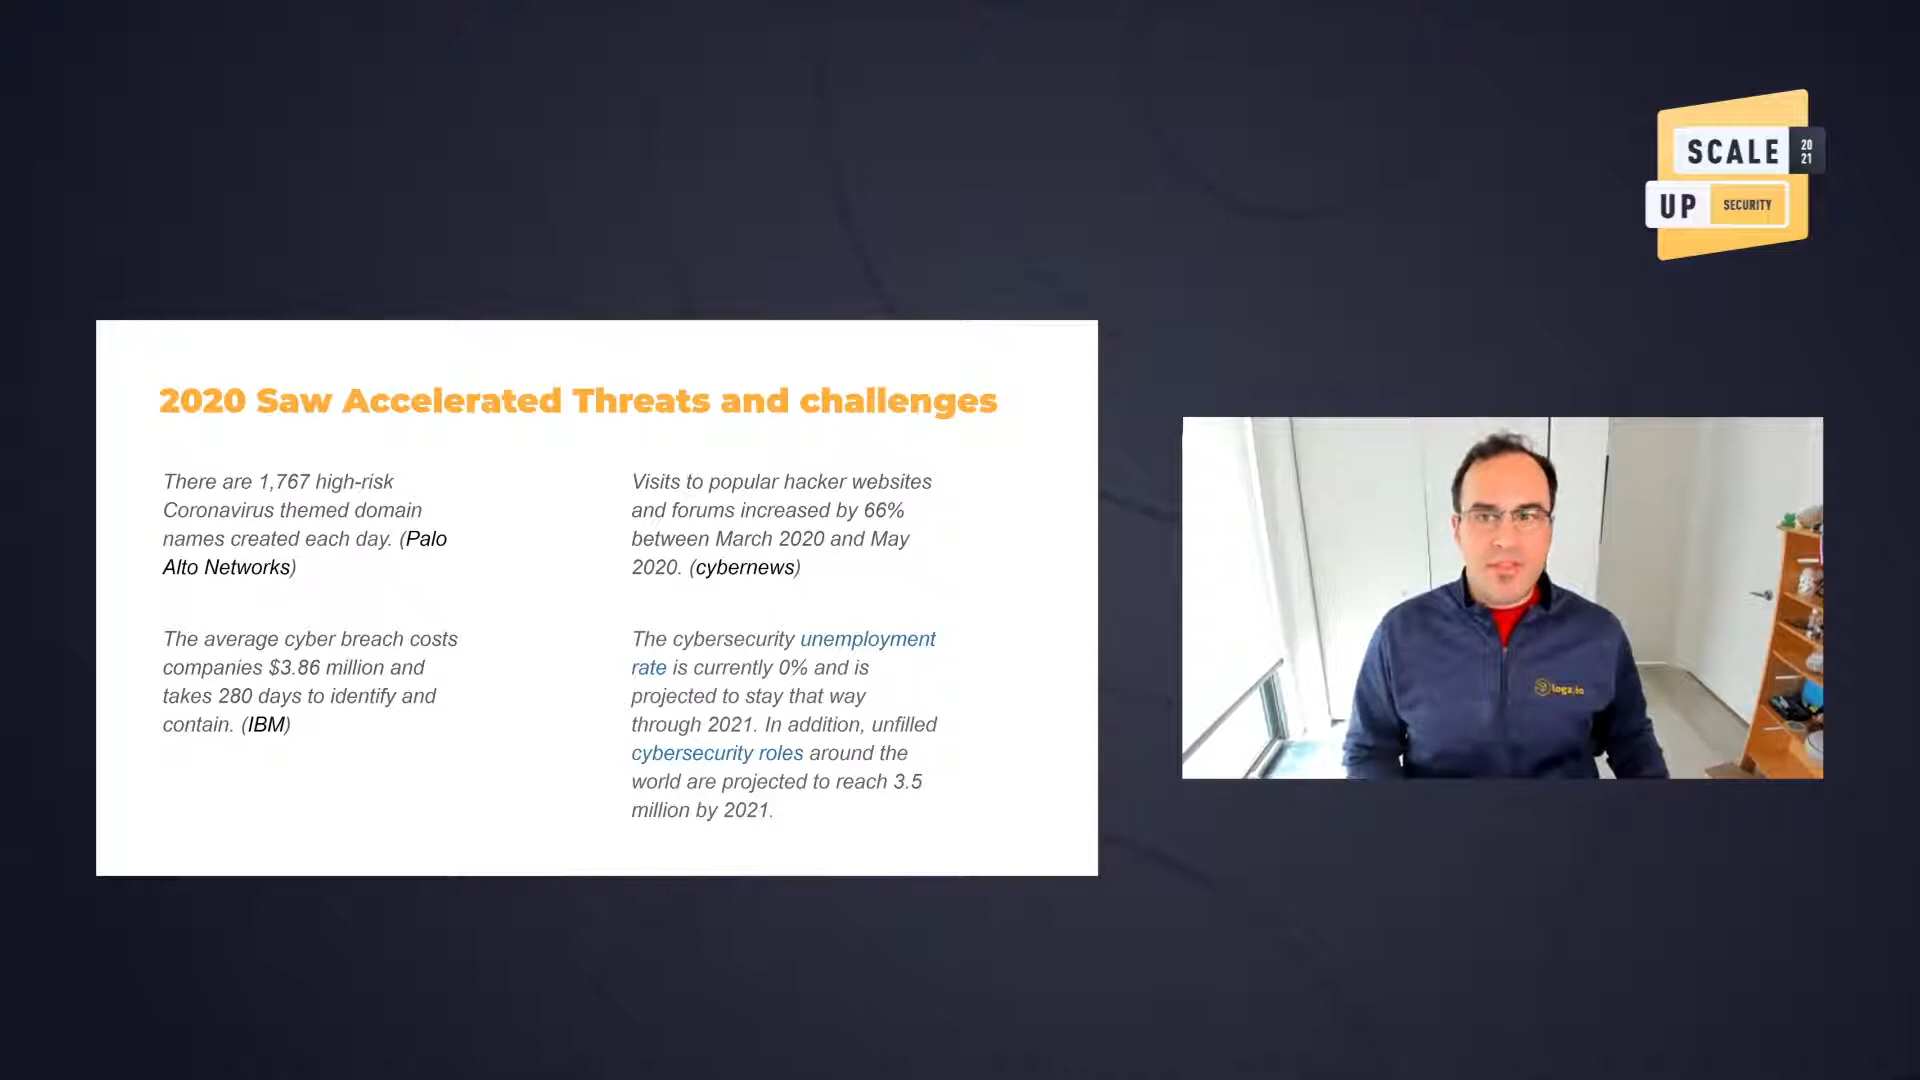 SCALE
20
21
UP
SECURITY
2020 Saw Accelerated Threats and challenges
There are 1,767 high-risk
Coronavirus themed domain
names created each day. (Palo
Alto Networks)
The average cyber breach costs
companies $3.86 million and
takes 280 days to identify and
contain. (IBM)
Visits to popular hacker websites
and forums increased by 66%
between March 2020 and May
2020. (cybernews)
The cybersecurity unemployment
rate is currently 0% and is
projected to stay that way
through 2021. In addition, unfilled
cybersecurity roles around the
world are projected to reach 3.5
million by 2021.
logz.io